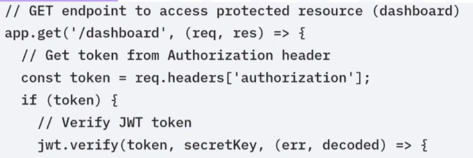 // GET endpoint to access protected resource (dashboard)
app.get('/dashboard', (req, res) => {
  // Get token from Authorization header
  const token = req.headers['authorization'];
  if (token) {
    // Verify JWT token
    jwt.verify(token, secretKey, (err, decoded) => {